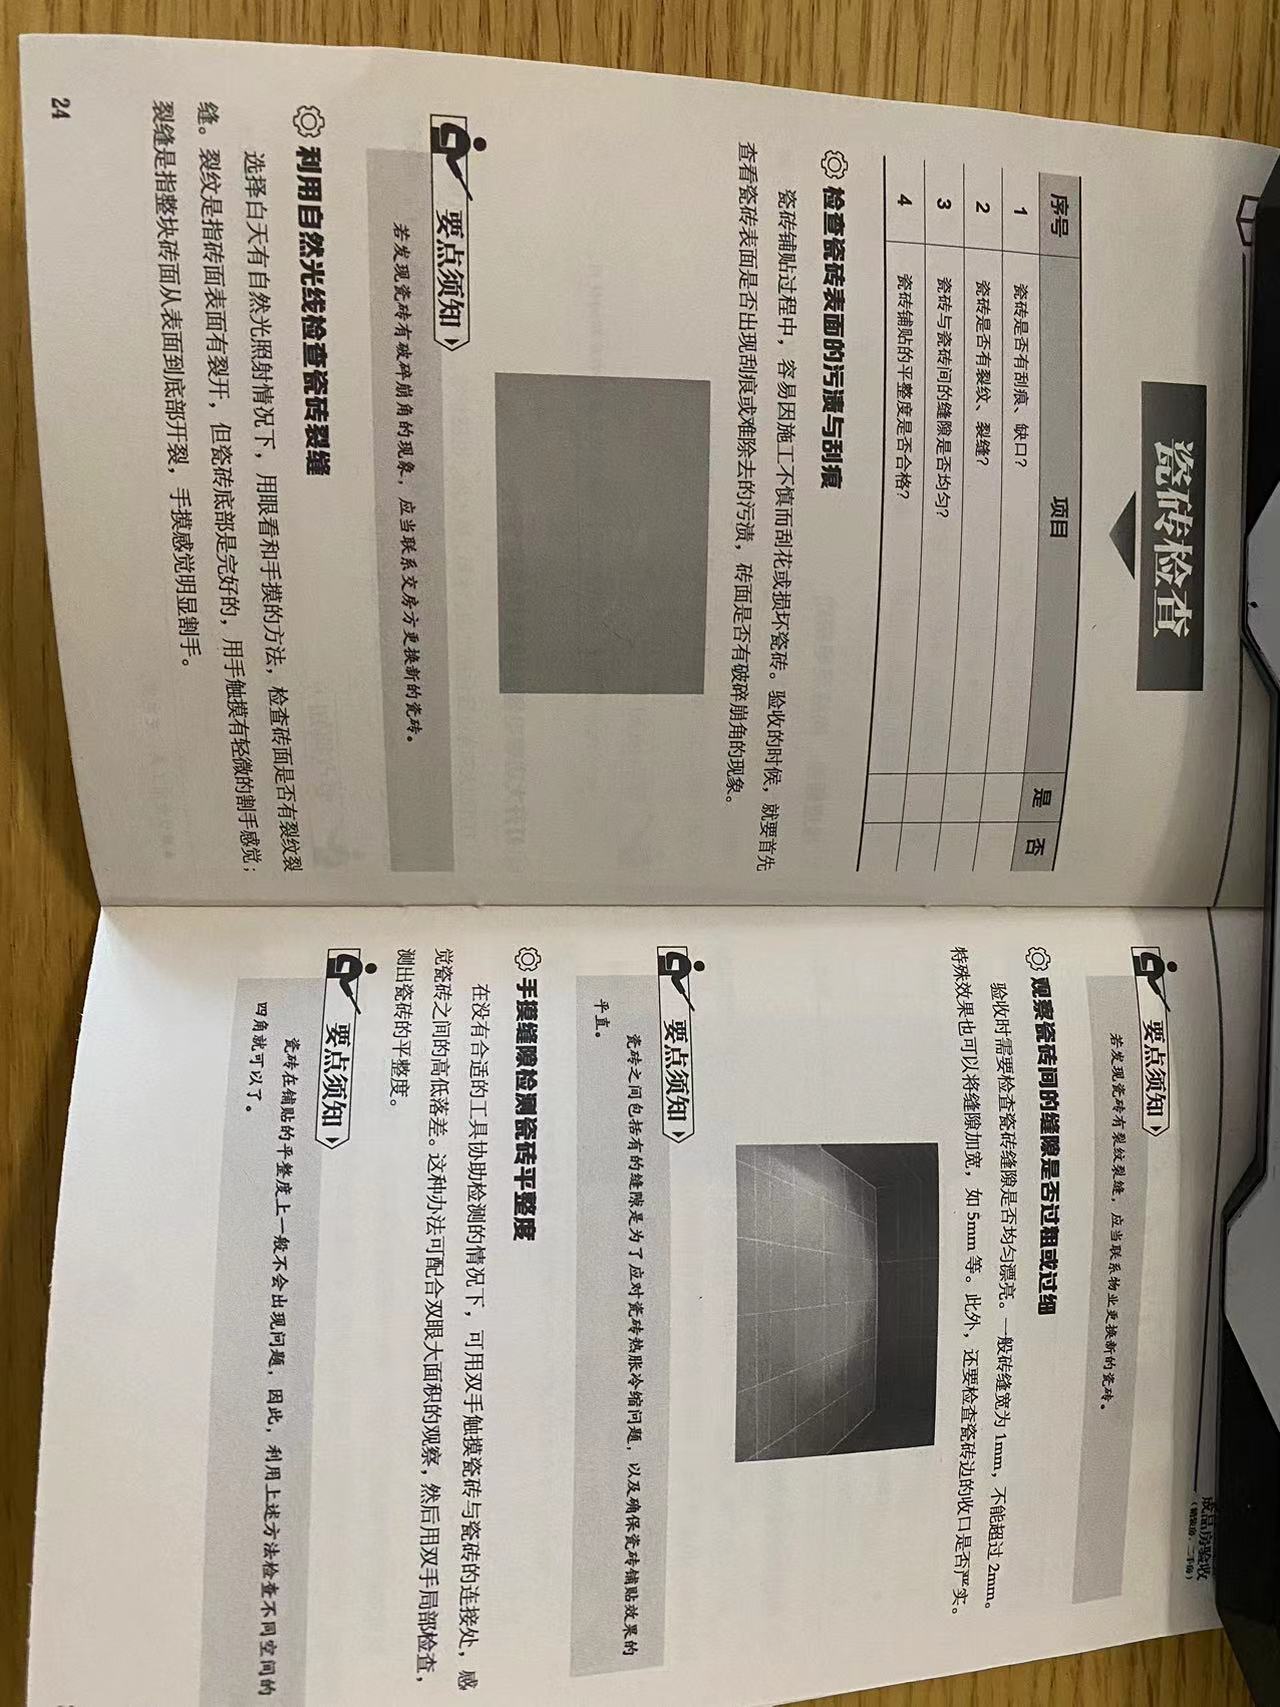 瓷砖检查
序号 项目 是 否
1 瓷砖是否有刮痕、缺口？
2 瓷砖是否有裂纹、裂缝？
3 瓷砖与瓷砖间的缝隙是否均匀？
4 瓷砖铺贴的平整度是否合格？
检查瓷砖表面的污渍与刮痕
瓷砖铺贴过程中，容易因施工不慎而刮花或损坏瓷砖。验收的时候，就要首先
查看瓷砖表面是否出现刮痕或难除去的污渍，砖面是否有破碎崩角的现象。
要点须知
若发现瓷砖有破碎崩角的现象，应当联系交房方更换新的瓷砖。
利用自然光线检查瓷砖裂缝
选择白天有自然光照射情况下，用眼看和手摸的方法，检查砖面是否有裂纹裂
缝。裂纹是指砖面表面有裂开，但瓷砖底部是完好的，用手触摸有轻微的割手感觉；
裂缝是指整块砖面从表面到底部开裂，手摸感觉明显割手。
24
成品房验收
（精装房、二手房）
要点须知
若发现瓷砖有裂纹裂缝，应当联系物业更换新的瓷砖。
观察瓷砖间的缝隙是否过粗或过细
验收时需要检查瓷砖缝隙是否均匀漂亮。一般砖缝宽为1mm，不能超过2mm。
特殊效果也可以将缝隙加宽，如5mm等。此外，还要检查瓷砖边的收口是否严实。
要点须知
瓷砖之间包括有的缝隙是为了应对瓷砖热胀冷缩问题，以及确保瓷砖铺贴效果的
平直。
手摸缝隙检测瓷砖平整度
在没有合适的工具协助检测的情况下，可用双手触摸瓷砖与瓷砖的连接处，感
觉瓷砖之间的高低落差。这种办法可配合双眼大面积的观察，然后用双手局部检查，
测出瓷砖的平整度。
要点须知
瓷砖在铺贴的平整度上一般不会出现问题，因此，利用上述方法检查不同空间的
四角就可以了。